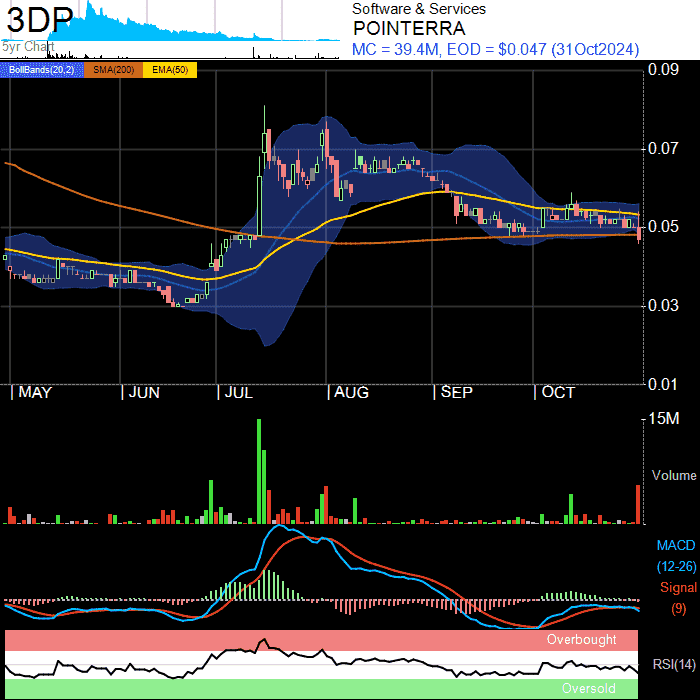 3DP
5yr Chart
Software & Services
POINTERRA
MC = 39.4M, EOD = $0.047 (31Oct2024)
BollBands(20,2) SMA(200) EMA(50)
0.09
0.07
0.05
0.03
0.01
MAY JUN JUL AUG SEP OCT
15M
Volume
MACD
(12-26)
Signal
(9)
Overbought
RSI(14)
Oversold